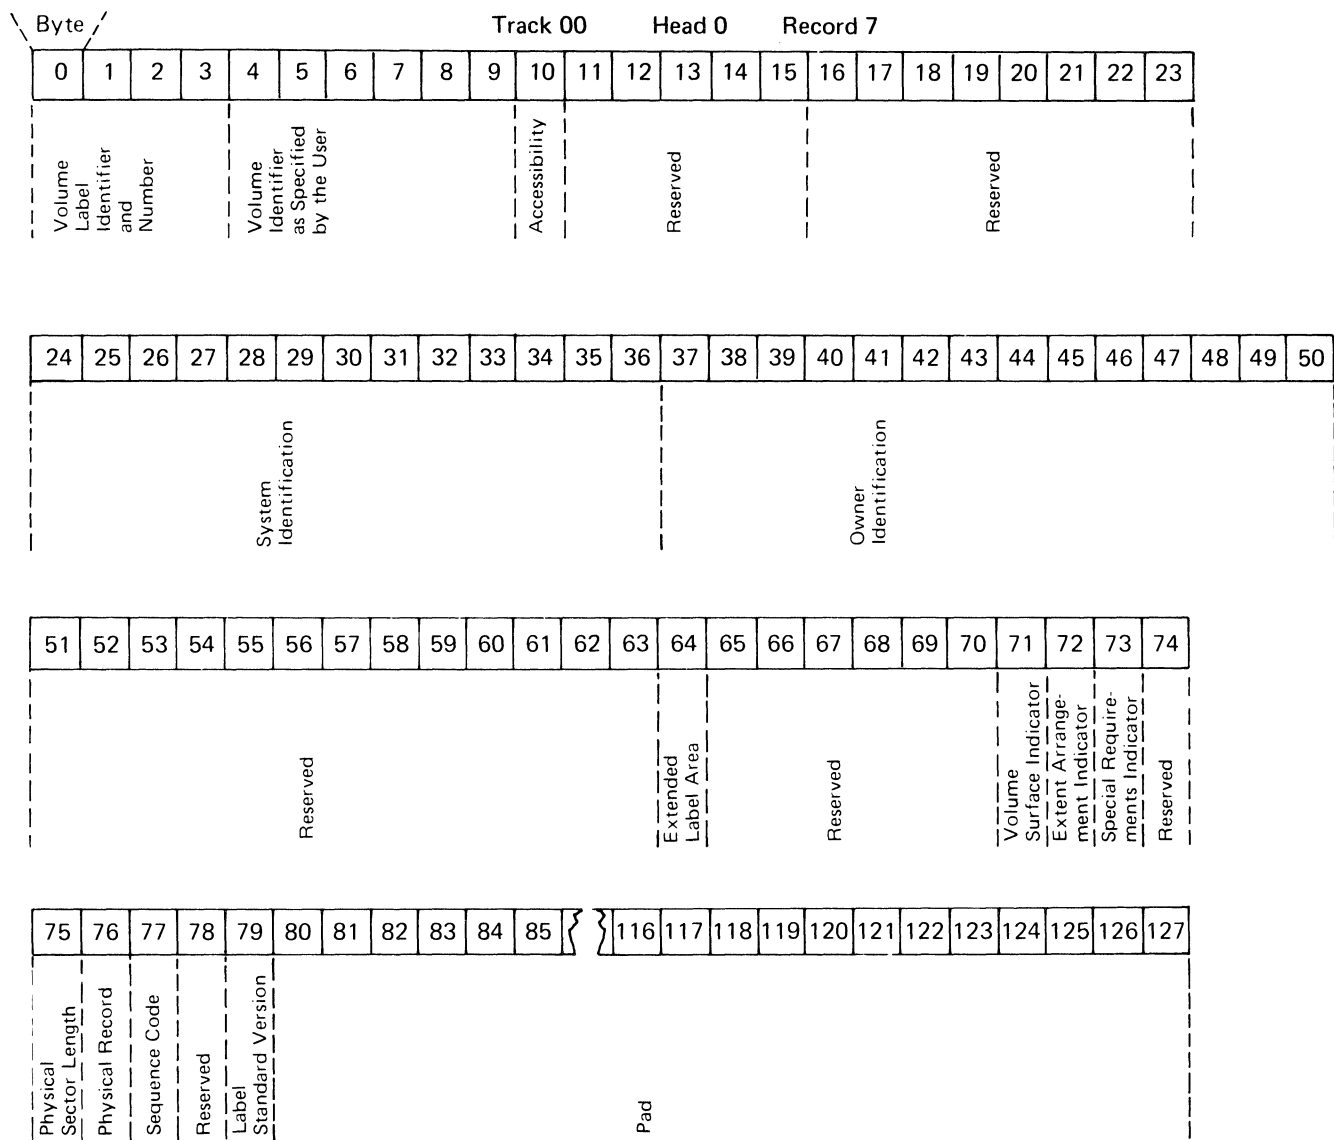 Byte
Track 00 Head 0 Record 7
0 1 2 3 4 5 6 7 8 9 10 11 12 13 14 15 16 17 18 19 20 21 22 23
Volume
Label
Identifier
and
Number
Volume
Identifier
as Specified
by the User
Accessibility
Reserved
Reserved
24 25 26 27 28 29 30 31 32 33 34 35 36 37 38 39 40 41 42 43 44 45 46 47 48 49 50
System
Identification
Owner
Identification
51 52 53 54 55 56 57 58 59 60 61 62 63 64 65 66 67 68 69 70 71 72 73 74
Reserved
Extended
Label Area
Reserved
Volume
Surface Indicator
Extent Arrange-
ment Indicator
Special Require-
ments Indicator
Reserved
75 76 77 78 79 80 81 82 83 84 85 116 117 118 119 120 121 122 123 124 125 126 127
Physical
Sector Length
Physical Record
Sequence Code
Reserved
Label
Standard Version
Pad